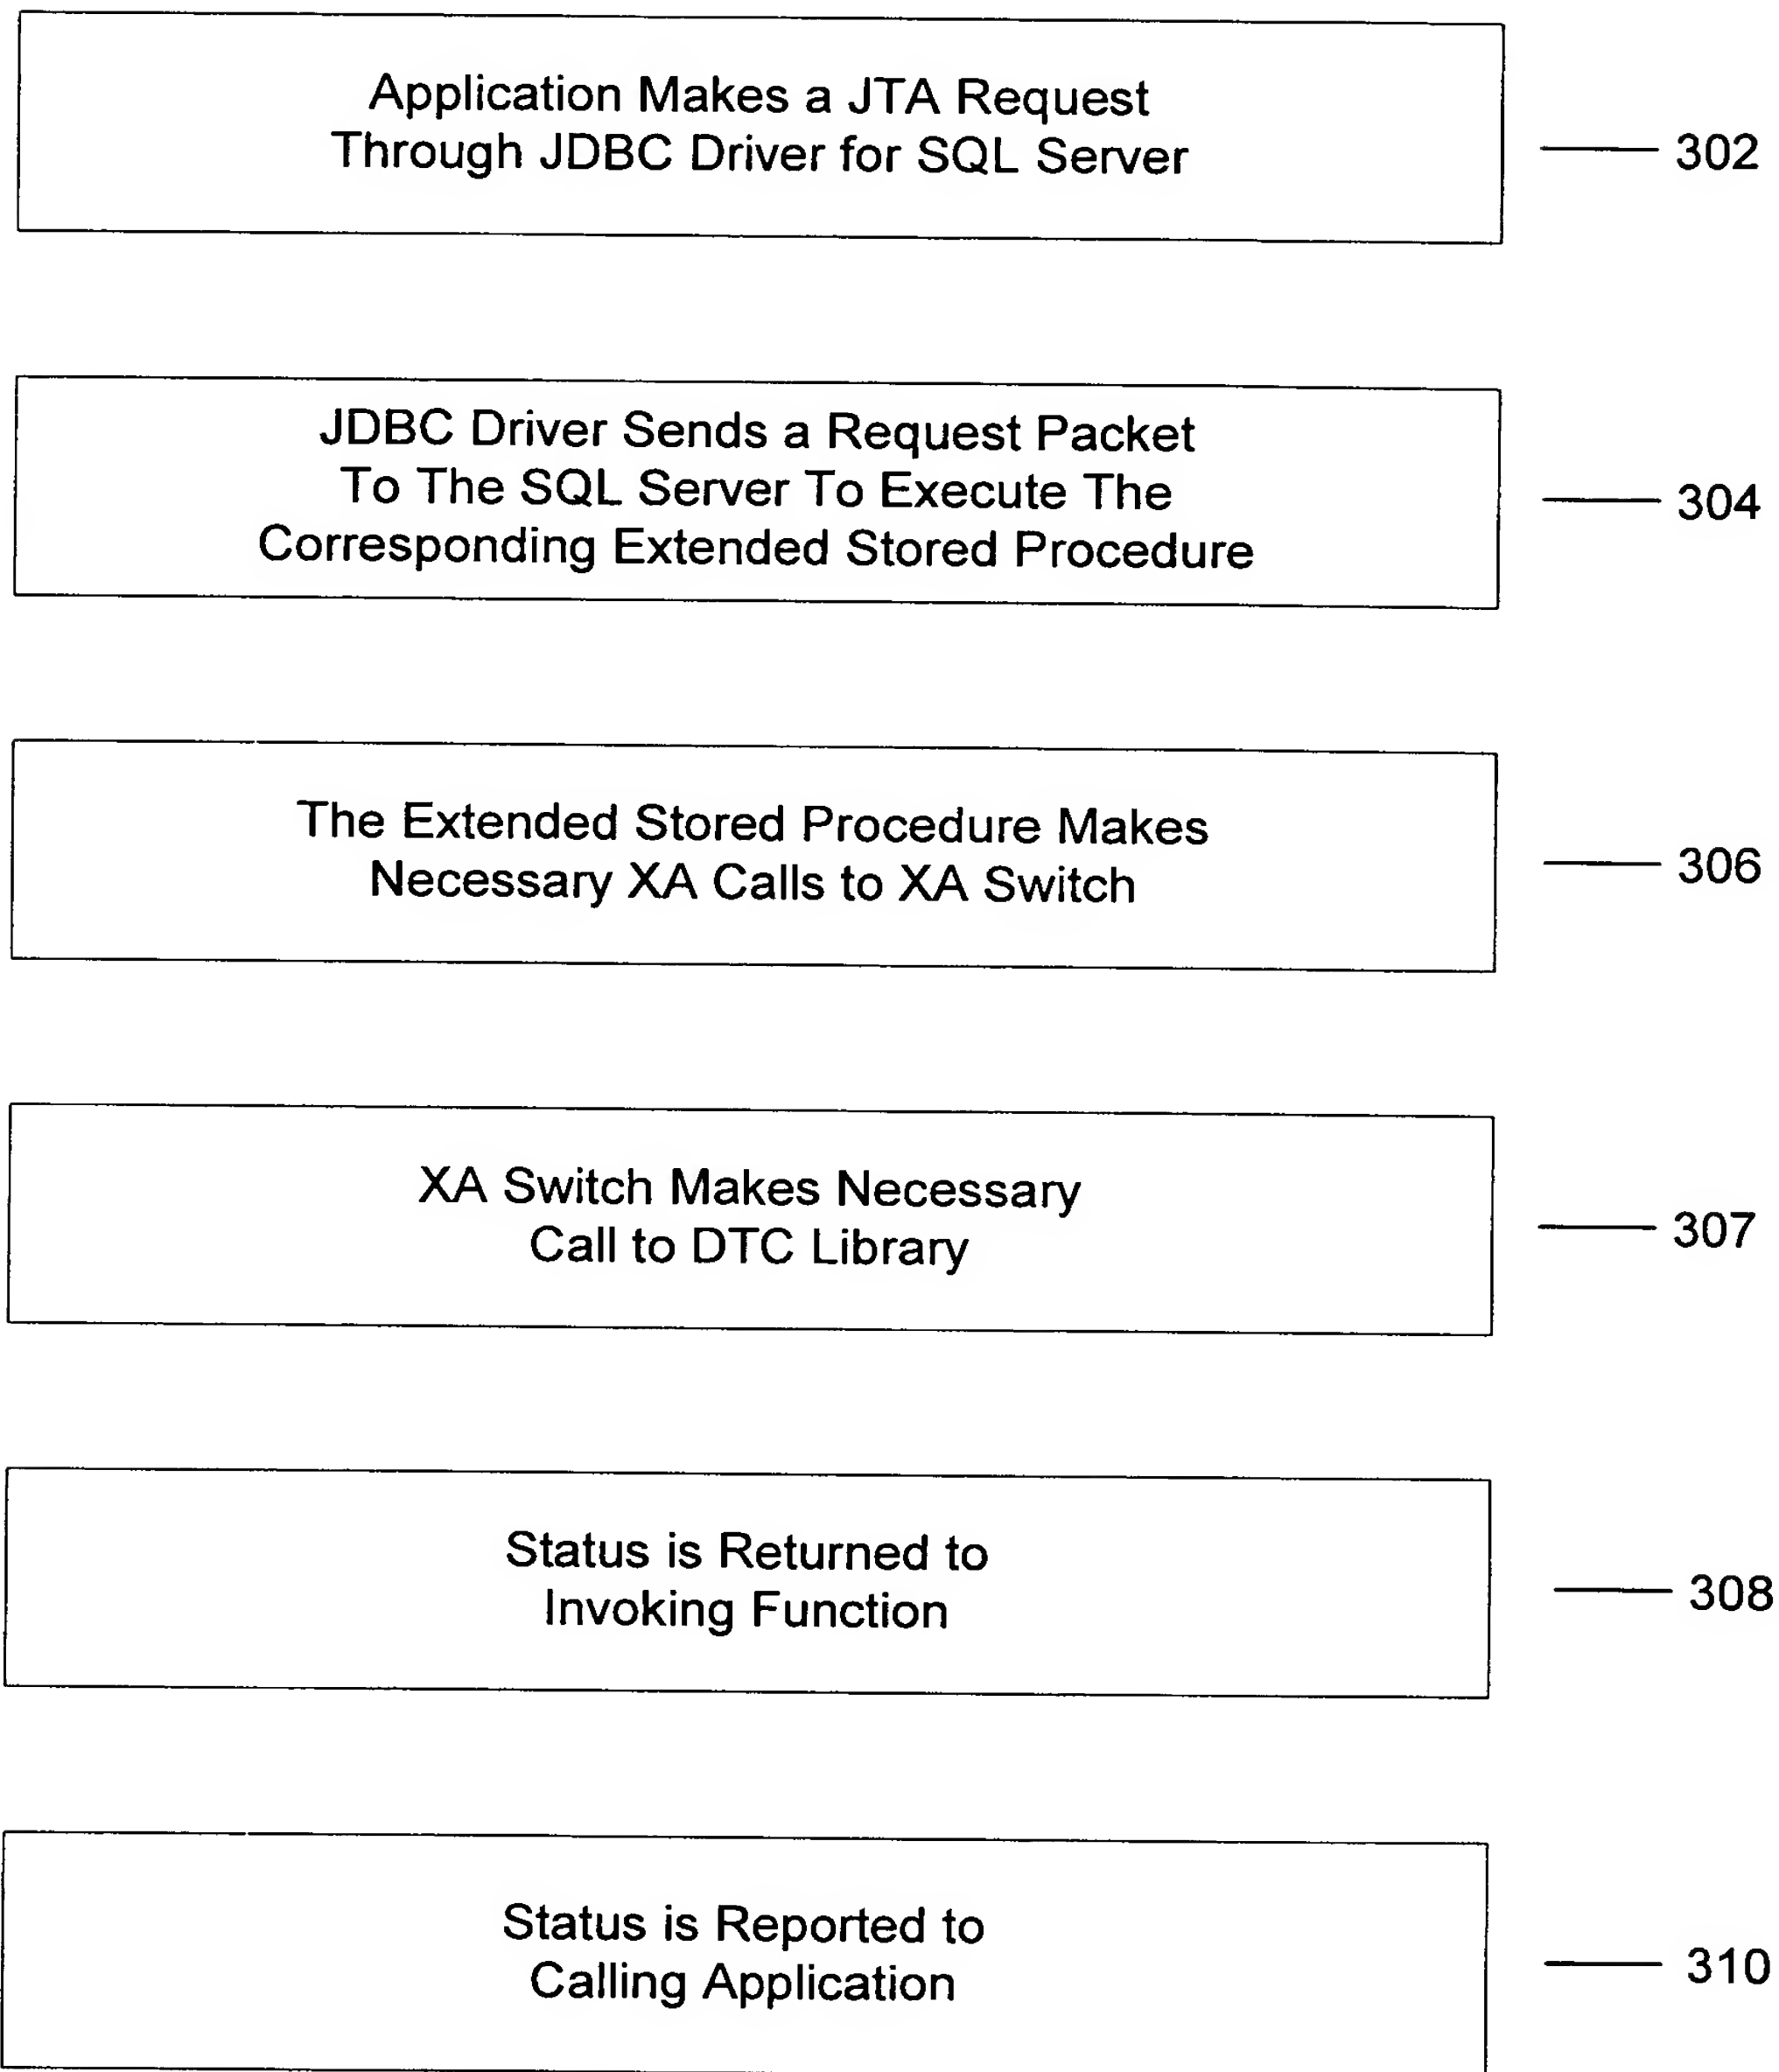 Application Makes a JTA Request
Through JDBC Driver for SQL Server
302
JDBC Driver Sends a Request Packet
To The SQL Server To Execute The
Corresponding Extended Stored Procedure
304
The Extended Stored Procedure Makes
Necessary XA Calls to XA Switch
306
XA Switch Makes Necessary
Call to DTC Library
307
Status is Returned to
Invoking Function
308
Status is Reported to
Calling Application
310